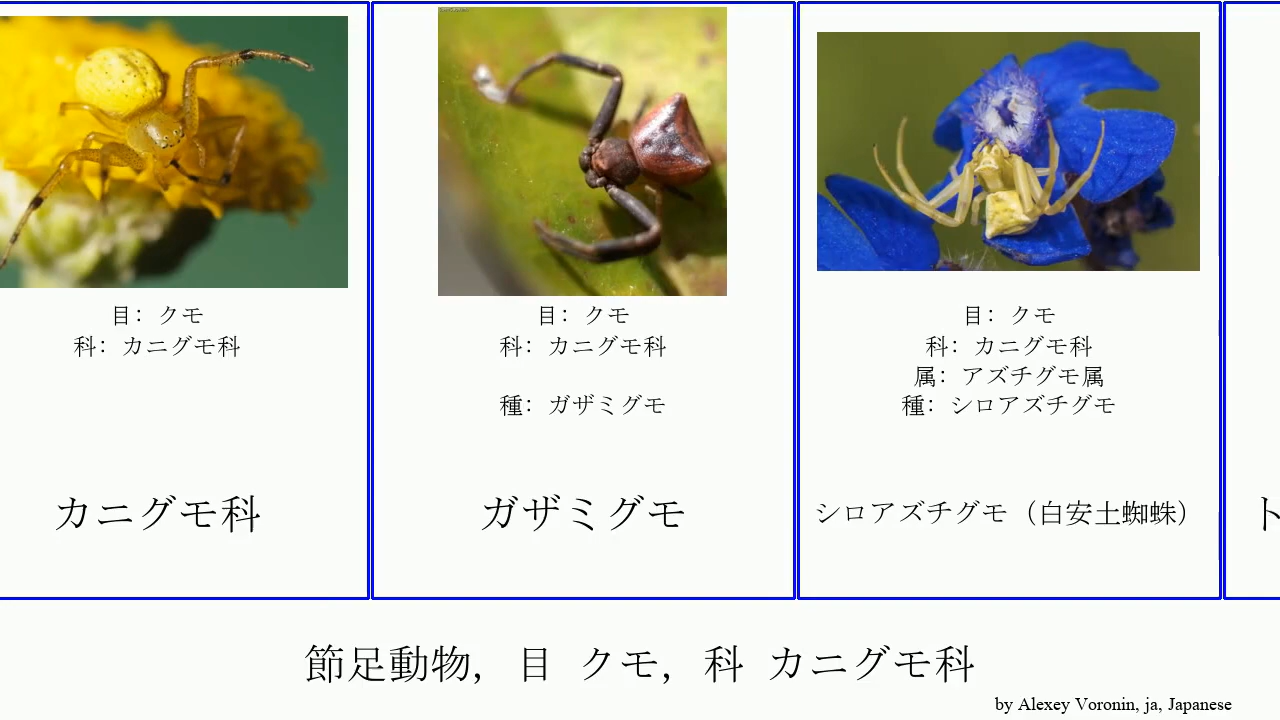 目: クモ
科: カニグモ科
カニグモ科
目: クモ
科: カニグモ科
種: ガザミグモ
ガザミグモ
目: クモ
科: カニグモ科
属: アズチグモ属
種: シロアズチグモ
シロアズチグモ（白安土蜘蛛）
ト
節足動物, 目 クモ, 科 カニグモ科
by Alexey Voronin, ja, Japanese